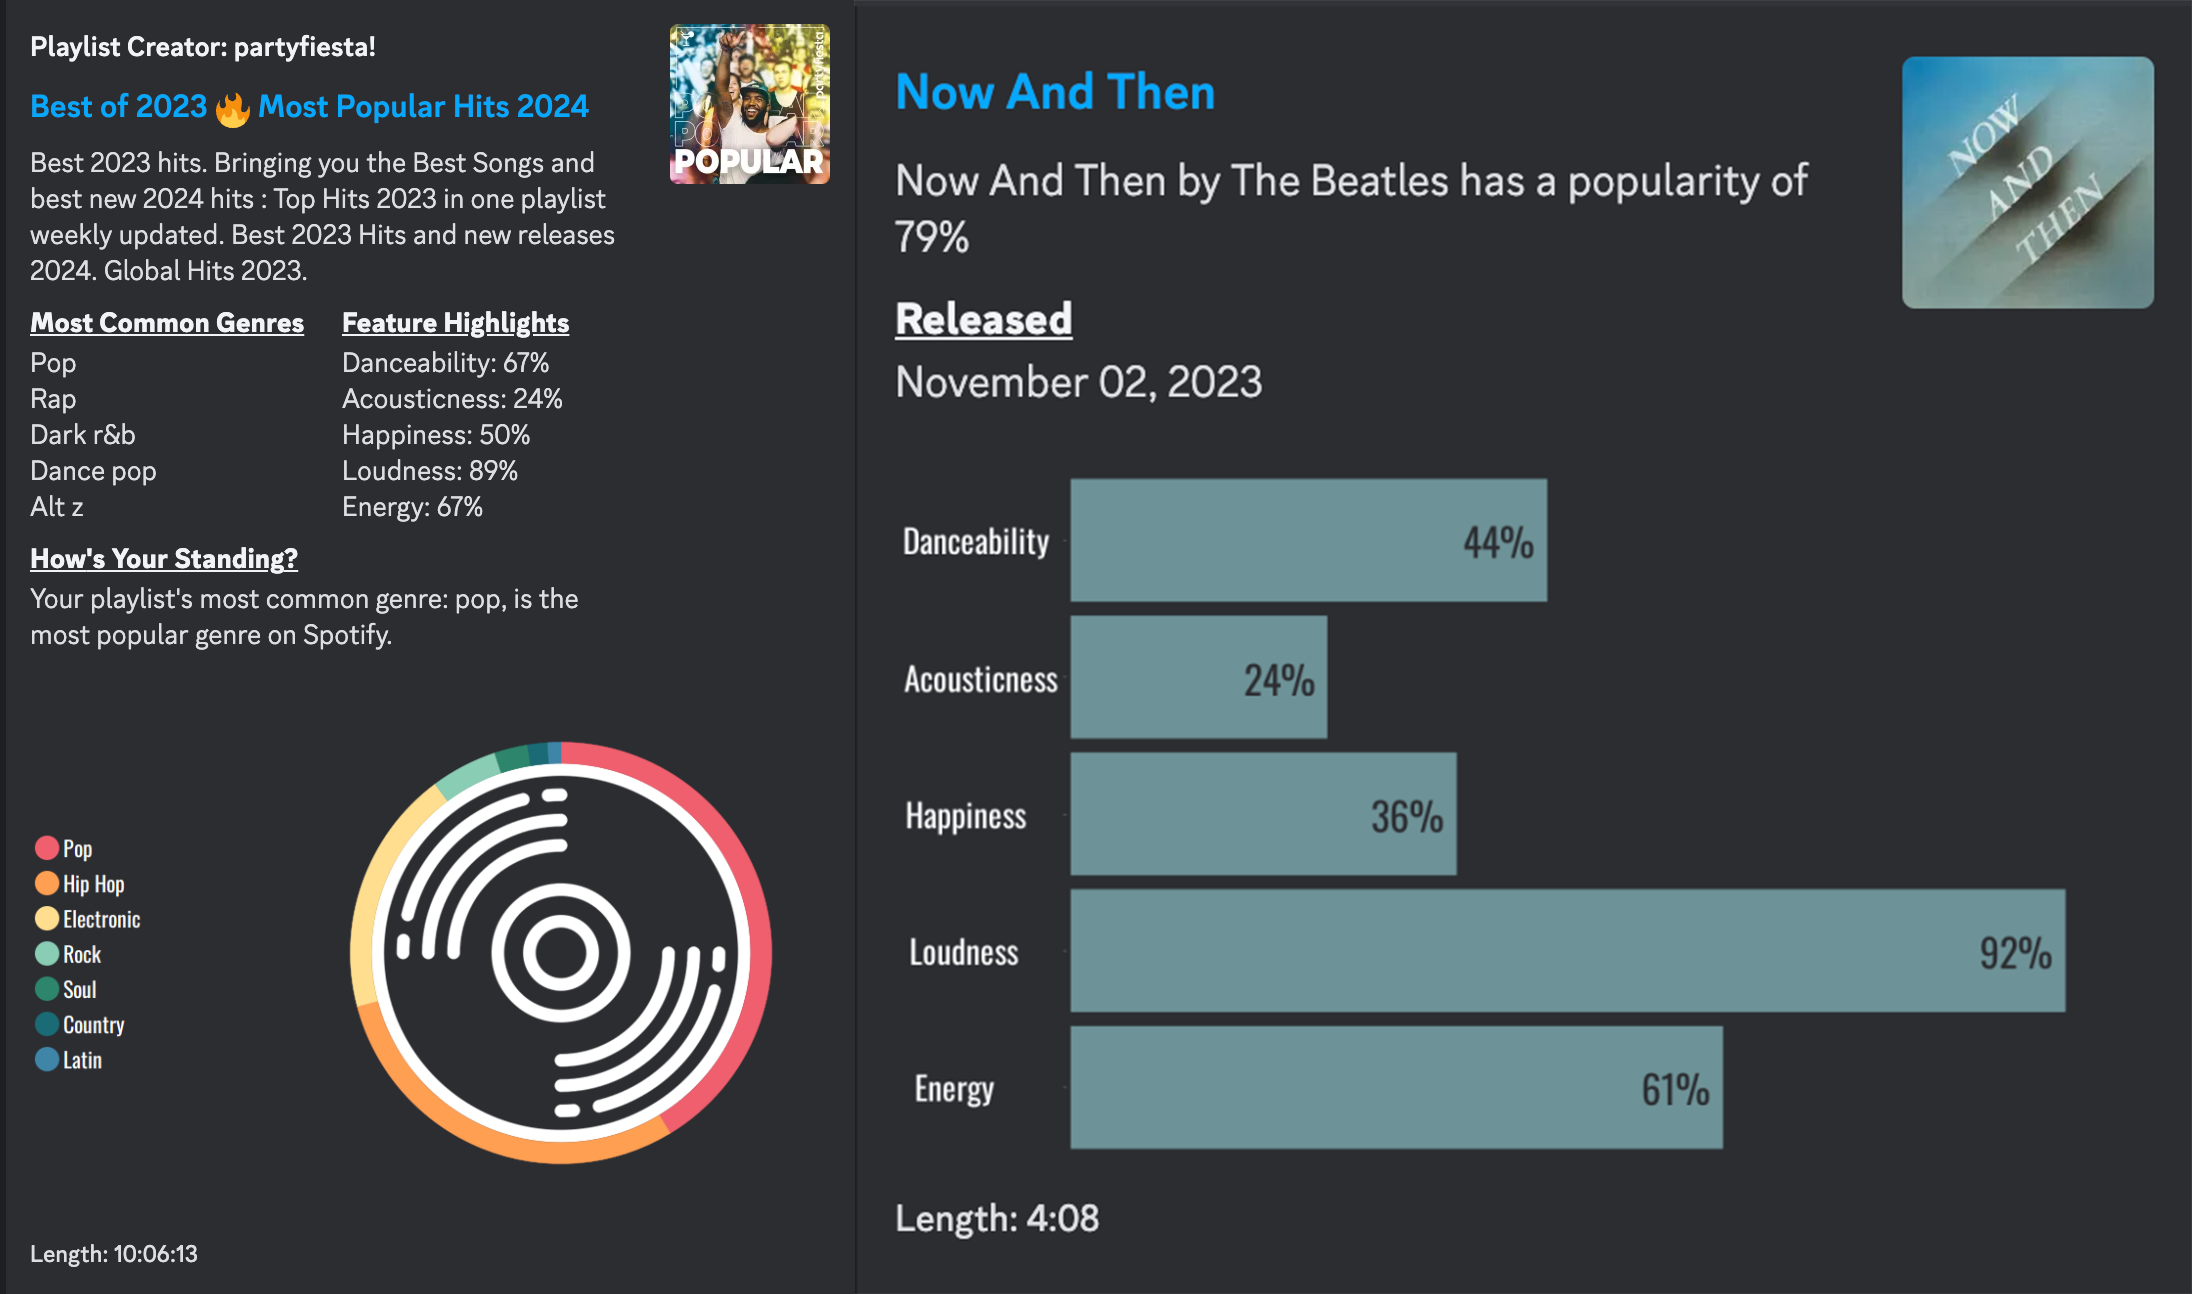 Playlist Creator: partyfiesta!
Best of 2023 🔥 Most Popular Hits 2024
Best 2023 hits. Bringing you the Best Songs and
best new 2024 hits : Top Hits 2023 in one playlist
weekly updated. Best 2023 Hits and new releases
2024. Global Hits 2023.
partyfiesta
POPULAR
POPULAR
Most Common Genres
Pop
Rap
Dark r&b
Dance pop
Alt z
Feature Highlights
Danceability: 67%
Acousticness: 24%
Happiness: 50%
Loudness: 89%
Energy: 67%
How's Your Standing?
Your playlist's most common genre: pop, is the
most popular genre on Spotify.
Pop
Hip Hop
Electronic
Rock
Soul
Country
Latin
Length: 10:06:13
Now And Then
Now And Then by The Beatles has a popularity of
79%
NOW
AND
THEN
Released
November 02, 2023
Danceability 44%
Acousticness 24%
Happiness 36%
Loudness 92%
Energy 61%
Length: 4:08